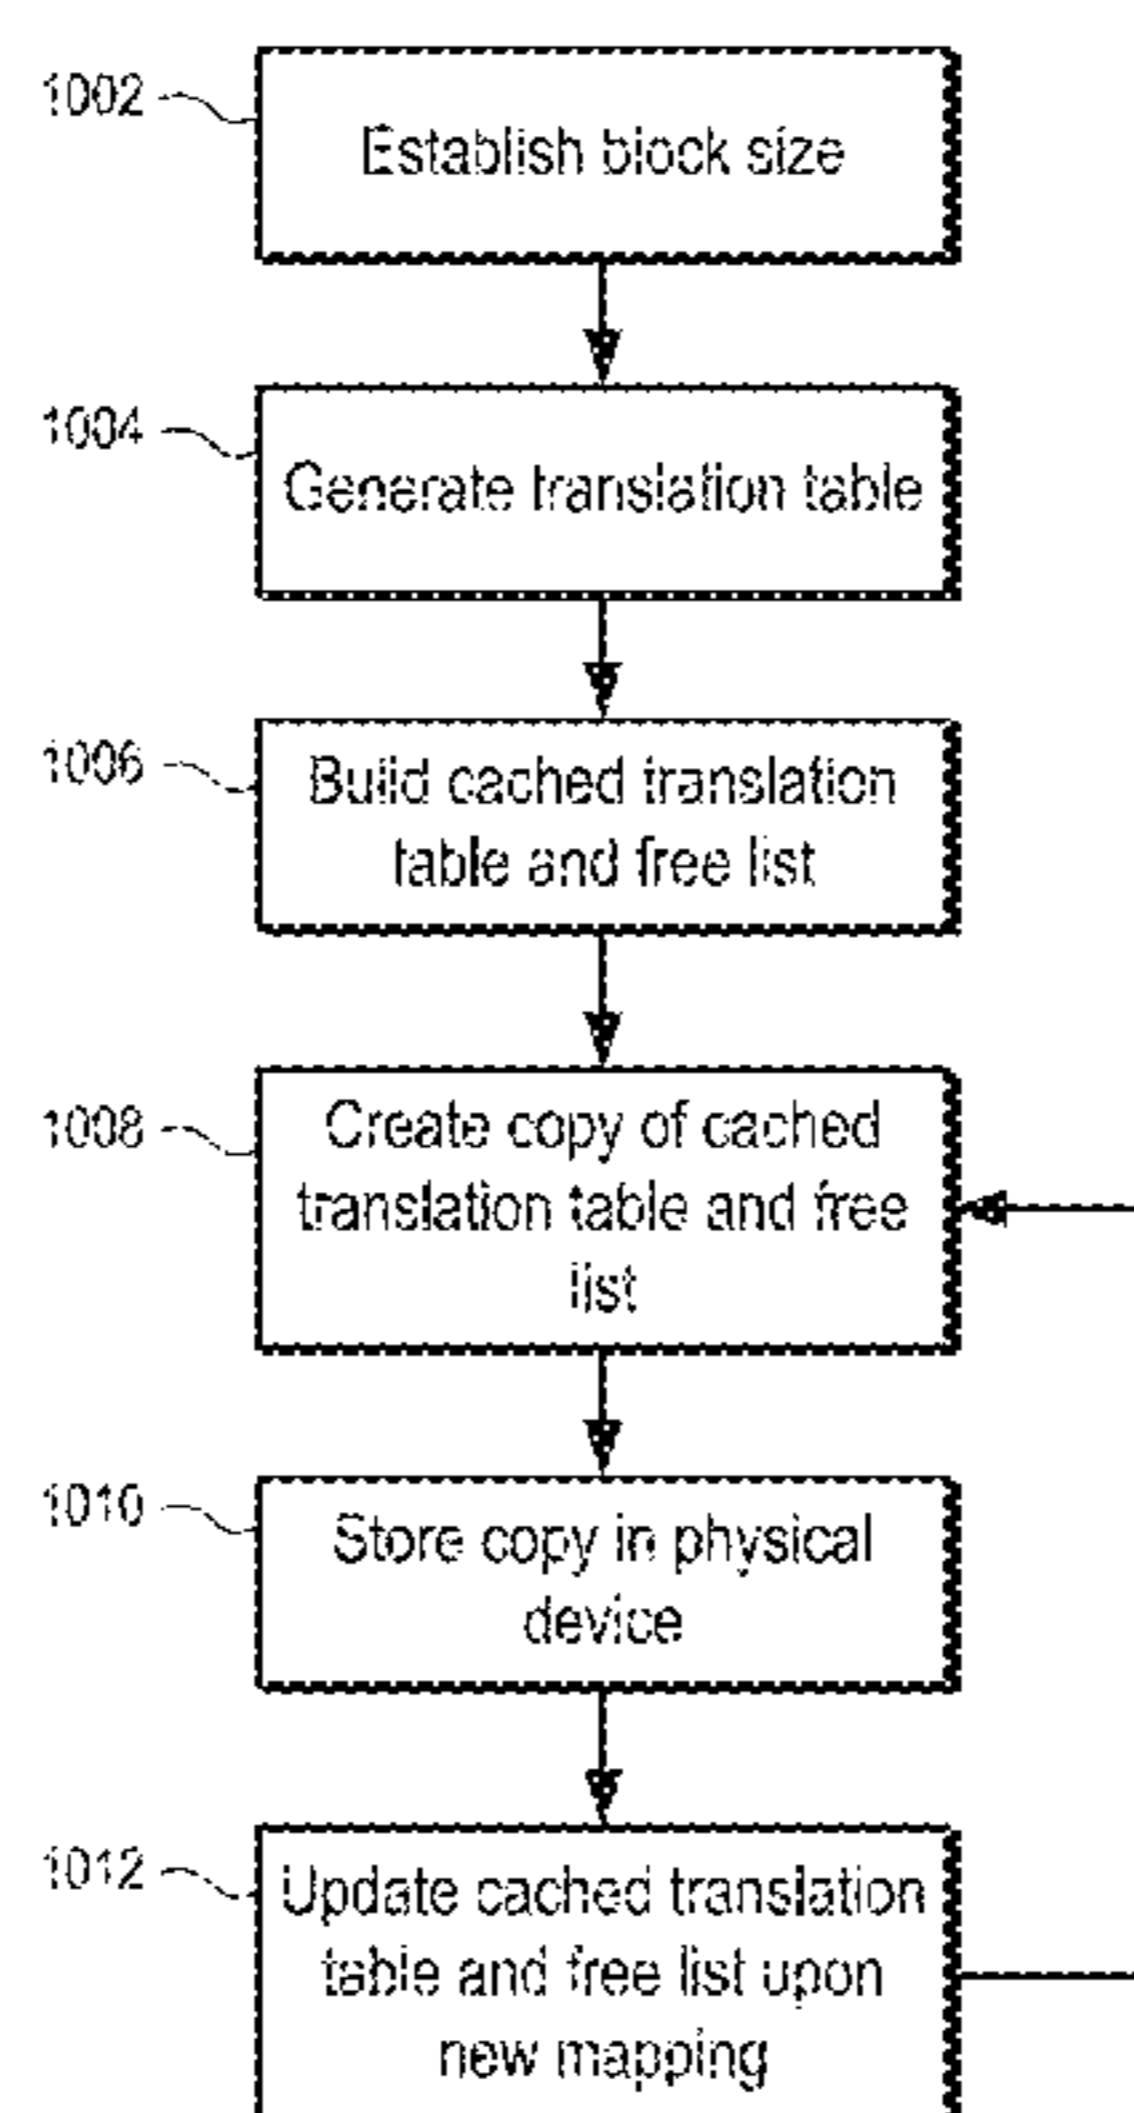 1002
Establish block size
1004
Generate translation table
1006
Build cached translation
table and free list
1008
Create copy of cached
translation table and free
list
1010
Store copy in physical
device
1012
Update cached translation
table and free list upon
new mapping